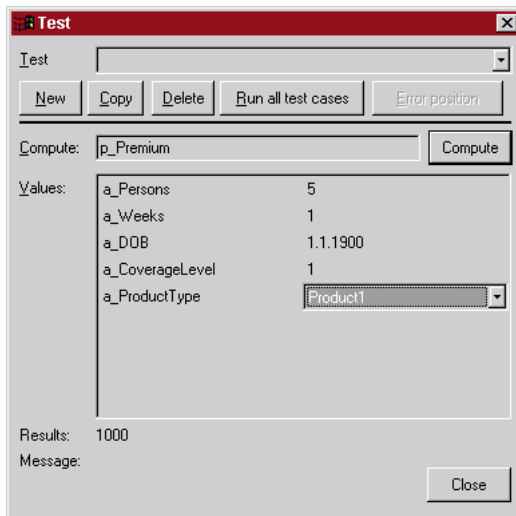 Test
Test
New Copy Delete Run all test cases Error position
Compute: p_Premium Compute
Values: a_Persons 5
a_Weeks 1
a_DOB 1.1.1900
a_CoverageLevel 1
a_ProductType Product1
Results: 1000
Message:
Close